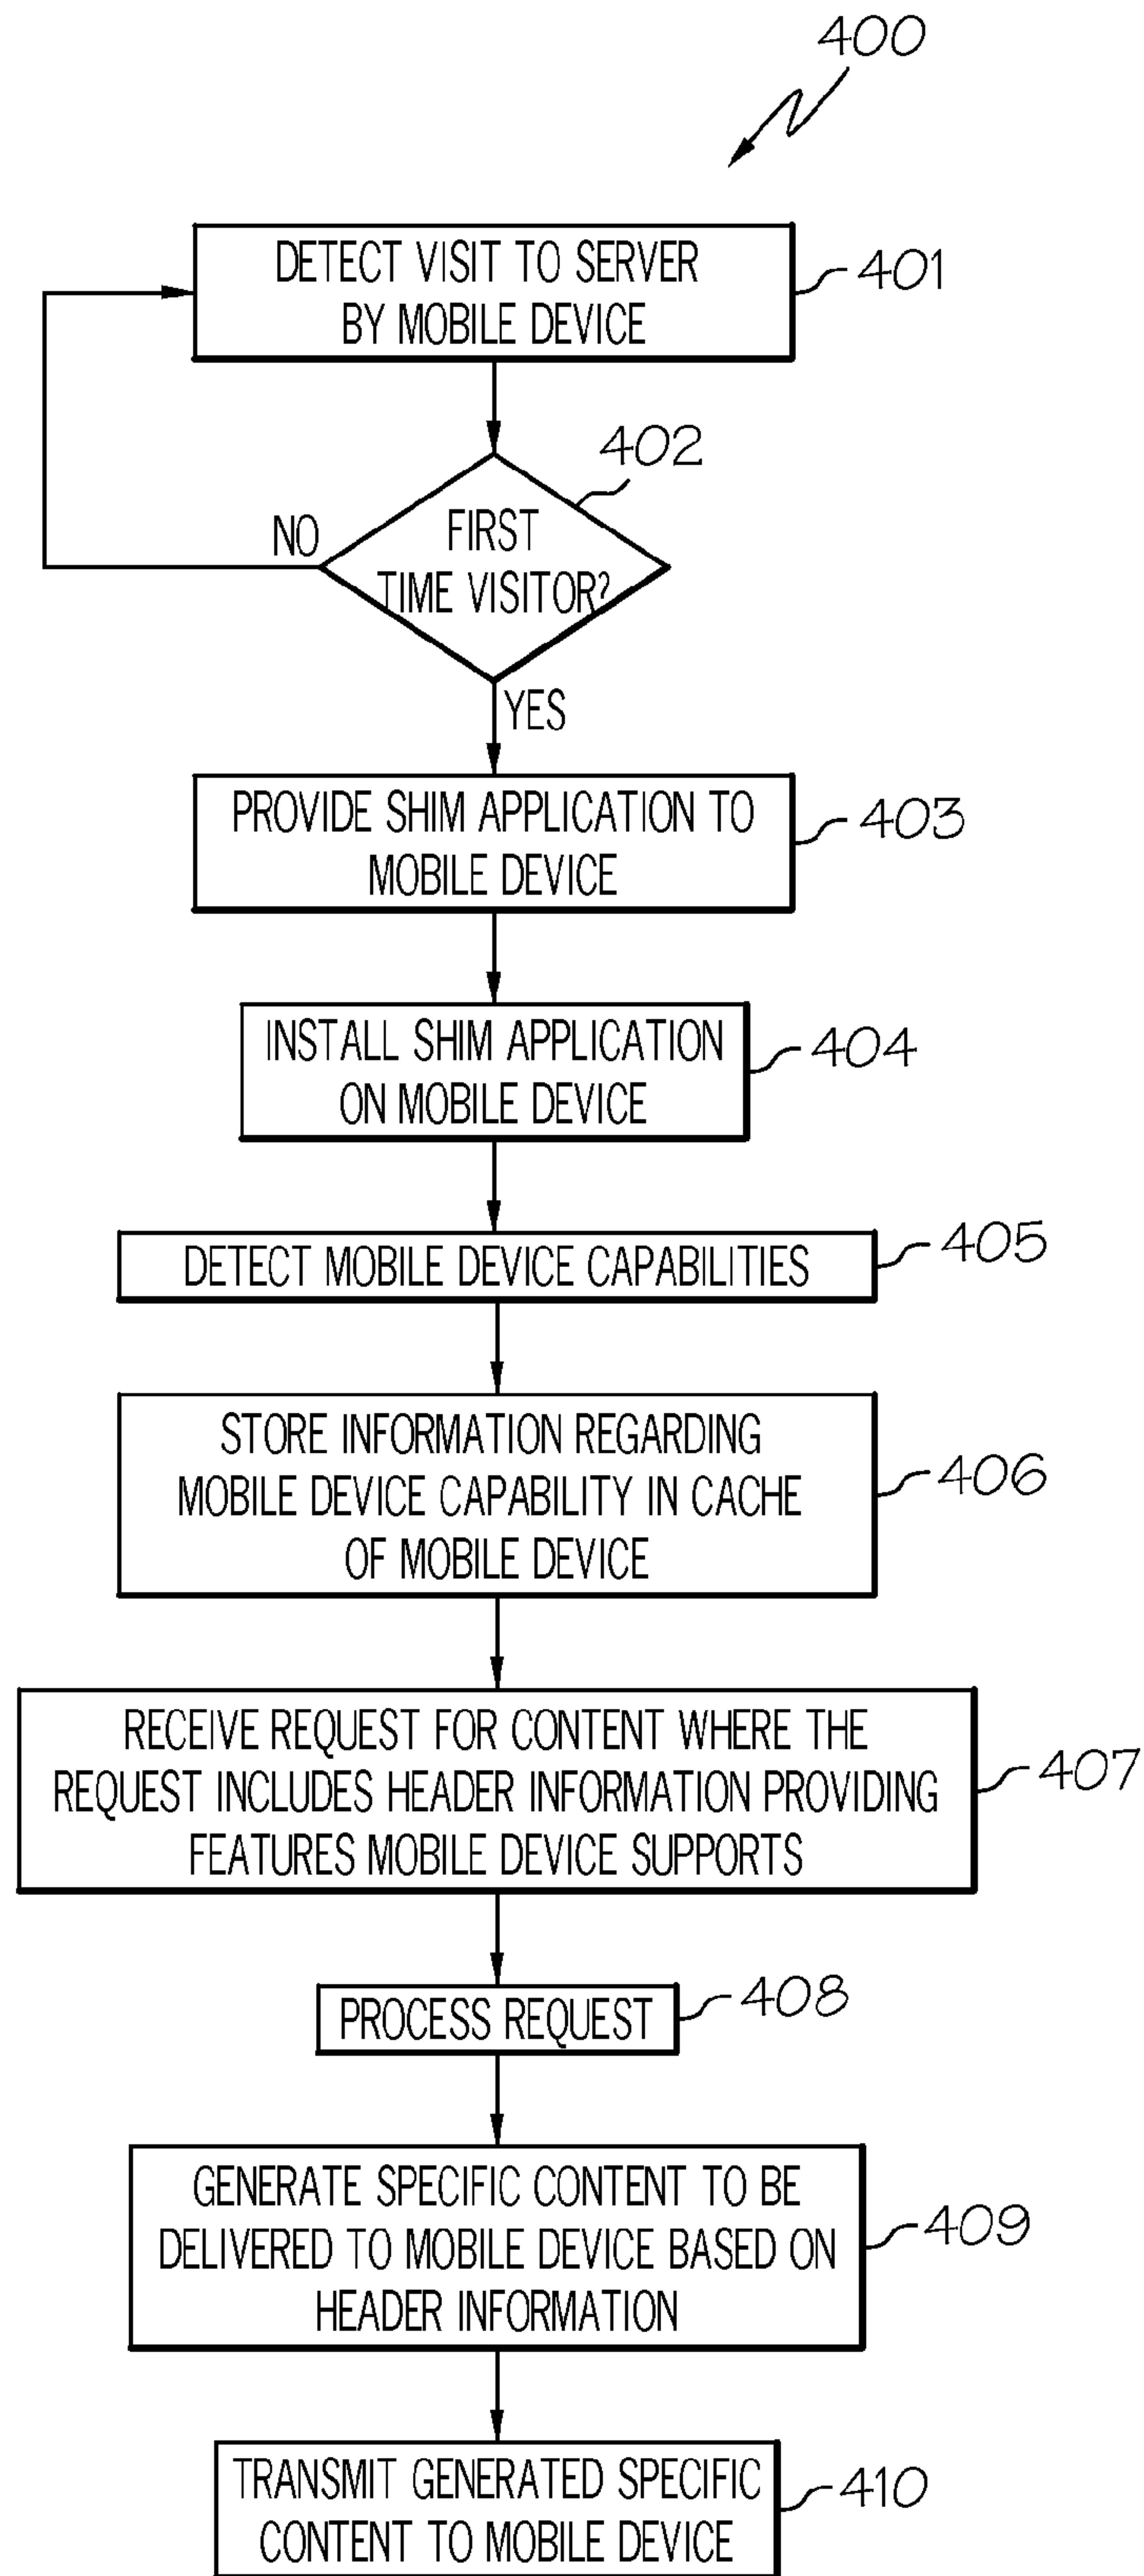 400
DETECT VISIT TO SERVER
BY MOBILE DEVICE
401
402
FIRST
TIME VISITOR?
NO
YES
PROVIDE SHIM APPLICATION TO
MOBILE DEVICE
403
INSTALL SHIM APPLICATION
ON MOBILE DEVICE
404
DETECT MOBILE DEVICE CAPABILITIES
405
STORE INFORMATION REGARDING
MOBILE DEVICE CAPABILITY IN CACHE
OF MOBILE DEVICE
406
RECEIVE REQUEST FOR CONTENT WHERE THE
REQUEST INCLUDES HEADER INFORMATION PROVIDING
FEATURES MOBILE DEVICE SUPPORTS
407
PROCESS REQUEST
408
GENERATE SPECIFIC CONTENT TO BE
DELIVERED TO MOBILE DEVICE BASED ON
HEADER INFORMATION
409
TRANSMIT GENERATED SPECIFIC
CONTENT TO MOBILE DEVICE
410